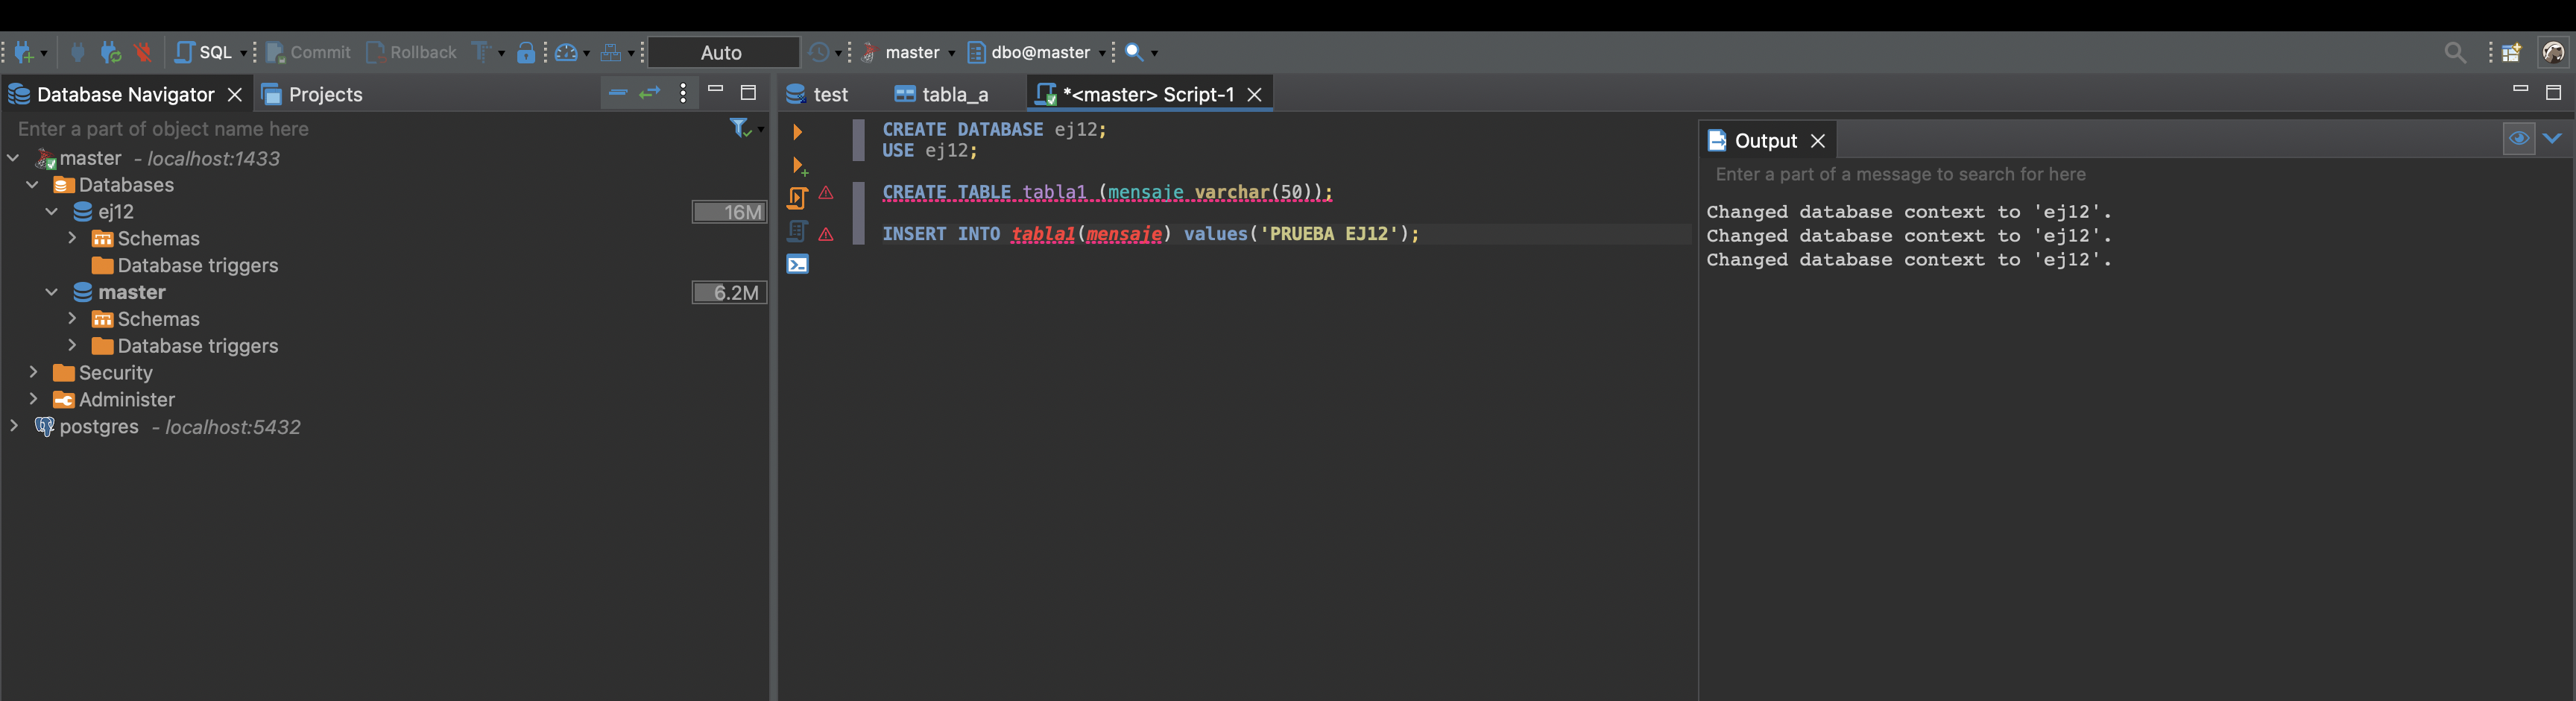 SQL Commit Rollback Auto master dbo@master
Database Navigator Projects
Enter a part of object name here
master - localhost:1433
Databases
ej12 16M
Schemas
Database triggers
master 6.2M
Schemas
Database triggers
Security
Administer
postgres - localhost:5432
test tabla_a *<master> Script-1
CREATE DATABASE ej12;
USE ej12;
CREATE TABLE tabla1 (mensaje varchar(50));
INSERT INTO tabla1(mensaje) values('PRUEBA EJ12');
Output
Enter a part of a message to search for here
Changed database context to 'ej12'.
Changed database context to 'ej12'.
Changed database context to 'ej12'.